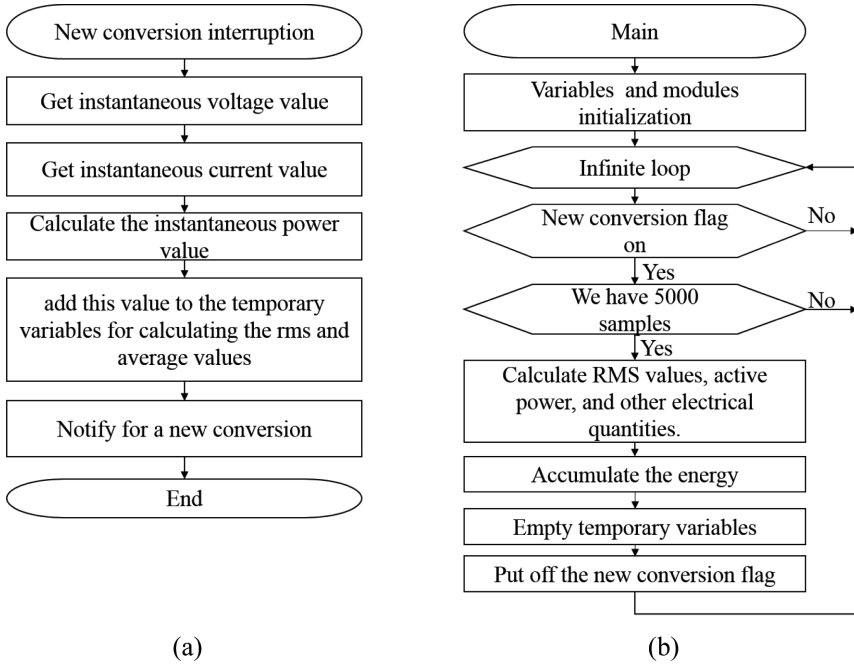 New conversion interruption
Get instantaneous voltage value
Get instantaneous current value
Calculate the instantaneous power
value
add this value to the temporary
variables for calculating the rms and
average values
Notify for a new conversion
End
(a)
Main
Variables and modules
initialization
Infinite loop
New conversion flag
on
No
Yes
We have 5000
samples
No
Yes
Calculate RMS values, active
power, and other electrical
quantities.
Accumulate the energy
Empty temporary variables
Put off the new conversion flag
(b)